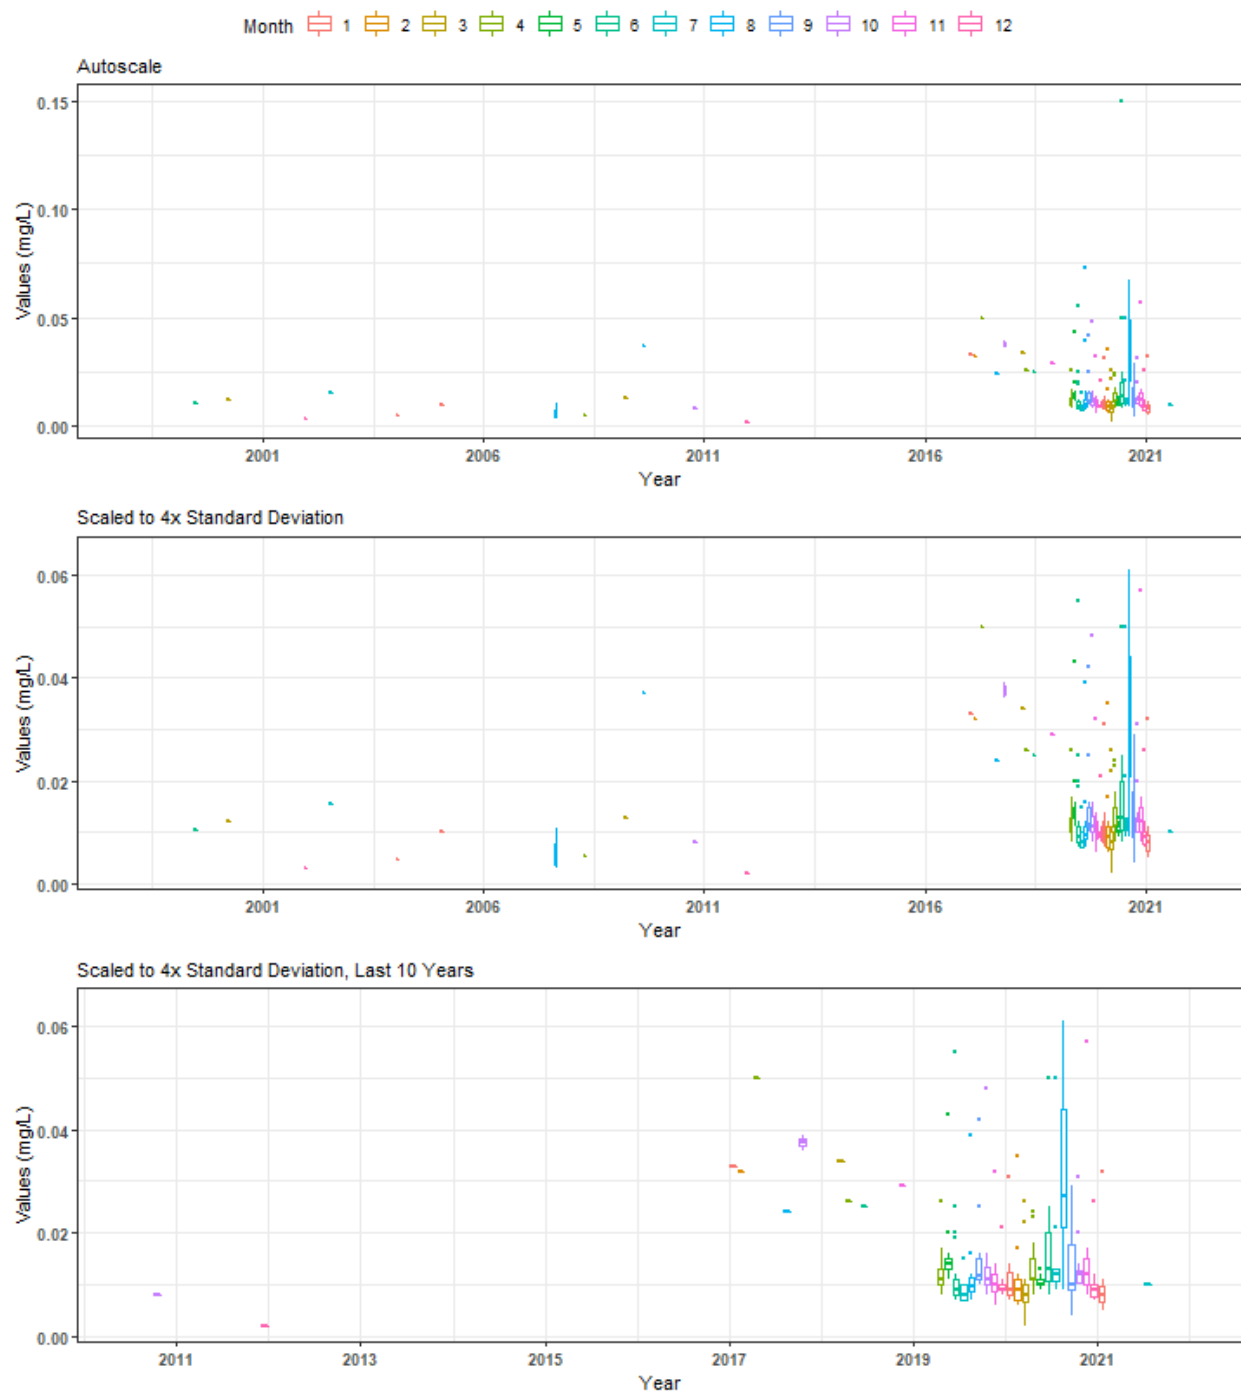 Month 1 2 3 4 5 6 7 8 9 10 11 12
Autoscale
0.15
0.10
0.05
0.00
Values (mg/L)
2001 2006 2011 2016 2021
Year
Scaled to 4x Standard Deviation
0.06
0.04
0.02
0.00
Values (mg/L)
2001 2006 2011 2016 2021
Year
Scaled to 4x Standard Deviation, Last 10 Years
0.06
0.04
0.02
0.00
Values (mg/L)
2011 2013 2015 2017 2019 2021
Year